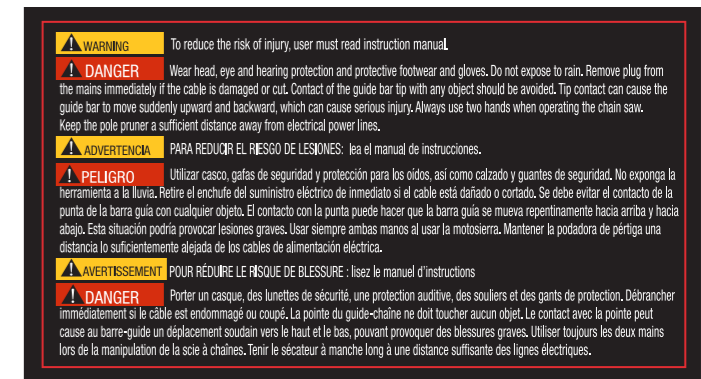 WARNING To reduce the risk of injury, user must read instruction manual.
DANGER Wear head, eye and hearing protection and protective footwear and gloves. Do not expose to rain. Remove plug from
the mains immediately if the cable is damaged or cut. Contact of the guide bar tip with any object should be avoided. Tip contact can cause the
guide bar to move suddenly upward and backward, which can cause serious injury. Always use two hands when operating the chain saw.
Keep the pole pruner a sufficient distance away from electrical power lines.
ADVERTENCIA PARA REDUCIR EL RIESGO DE LESIONES: lea el manual de instrucciones.
PELIGRO Utilizar casco, gafas de seguridad y protección para los oídos, así como calzado y guantes de seguridad. No exponga la
herramienta a la lluvia. Retire el enchufe del suministro eléctrico de inmediato si el cable está dañado o cortado. Se debe evitar el contacto de la
punta de la barra guía con cualquier objeto. El contacto con la punta puede hacer que la barra guía se mueva repentinamente hacia arriba y hacia
abajo. Esta situación podría provocar lesiones graves. Usar siempre ambas manos al usar la motosierra. Mantener la podadora de pértiga una
distancia lo suficientemente alejada de los cables de alimentación eléctrica.
AVERTISSEMENT POUR RÉDUIRE LE RISQUE DE BLESSURE : lisez le manuel d'instructions
DANGER Porter un casque, des lunettes de sécurité, une protection auditive, des souliers et des gants de protection. Débrancher
immédiatement si le câble est endommagé ou coupé. La pointe du guide-chaîne ne doit toucher aucun objet. Le contact avec la pointe peut
cause au barre-guide un déplacement soudain vers le haut et le bas, pouvant provoquer des blessures graves. Utiliser toujours les deux mains
lors de la manipulation de la scie à chaînes. Tenir le sécateur à manche long à une distance suffisante des lignes électriques.